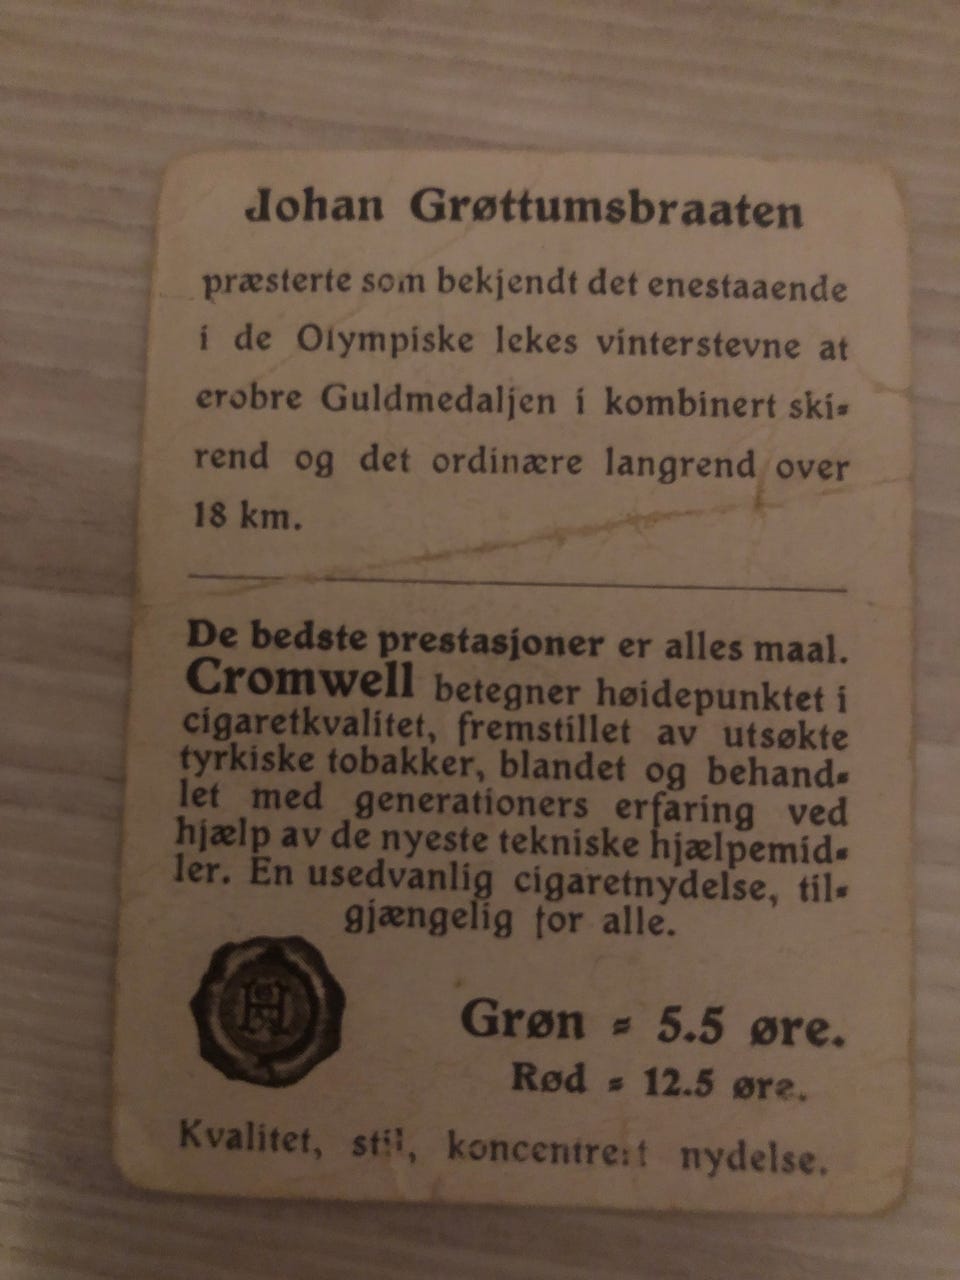 Johan Grøttumsbraaten
præsterte som bekjendt det enestaaende
i de Olympiske lekes vinterstevne at
erobre Guldmedaljen i kombinert ski-
rend og det ordinære langrend over
18 km.
De bedste prestasjoner er alles maal.
Cromwell betegner høidepunktet i
cigaretkvalitet, fremstillet av utsøkte
tyrkiske tobakker, blandet og behand-
let med generationers erfaring ved
hjælp av de nyeste tekniske hjælpemid-
ler. En usedvanlig cigaretnydelse, til-
gjængelig for alle.
H
Grøn = 5.5 øre.
Rød = 12.5 øre.
Kvalitet, stil, koncentrert nydelse.